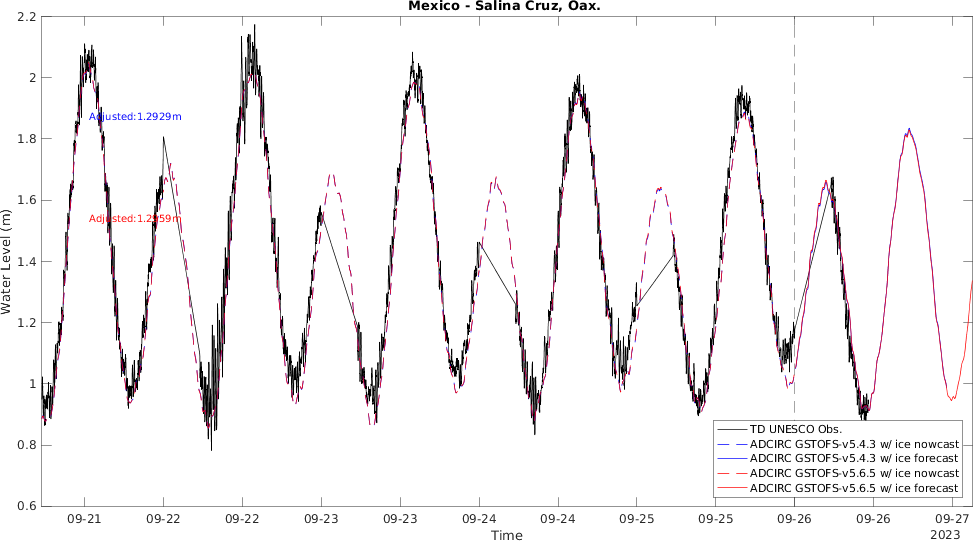 Mexico - Salina Cruz, Oax.
2.2
2
1.8
1.6
1.4
1.2
1
0.8
0.6
Water Level (m)
Adjusted:1.2929m
Adjusted:1.2959m
TD UNESCO Obs.
ADCIRC GSTOFS-v5.4.3 w/ ice nowcast
ADCIRC GSTOFS-v5.4.3 w/ ice forecast
ADCIRC GSTOFS-v5.6.5 w/ ice nowcast
ADCIRC GSTOFS-v5.6.5 w/ ice forecast
09-21 09-22 09-22 09-23 09-23 09-24 09-24 09-25 09-25 09-26 09-26 09-27
Time
2023